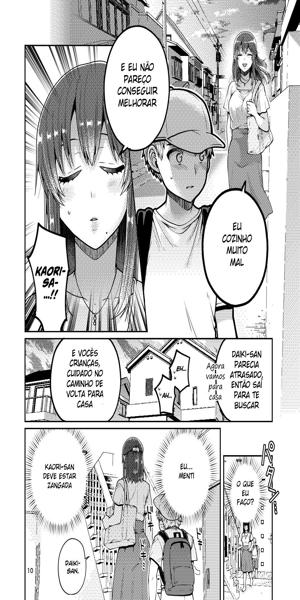 E EU NÃO
PAREÇO
CONSEGUIR
MELHORAR
EU
COZINHO
MUITO
MAL
KAORI-
SA-
...!!
DAIKI-SAN
PARECIA
ATRASADO,
ENTÃO SAÍ
PARA TE
BUSCAR
Agora
vamos
para
casa
EU..
AH..
E VOCÊS
CRIANÇAS,
CUIDADO NO
CAMINHO DE
VOLTA PARA
CASA
O QUE
EU FAÇO?
EU...
MENTI
KAORI-SAN
DEVE ESTAR
ZANGADA
DAIKI-
SAN.
10